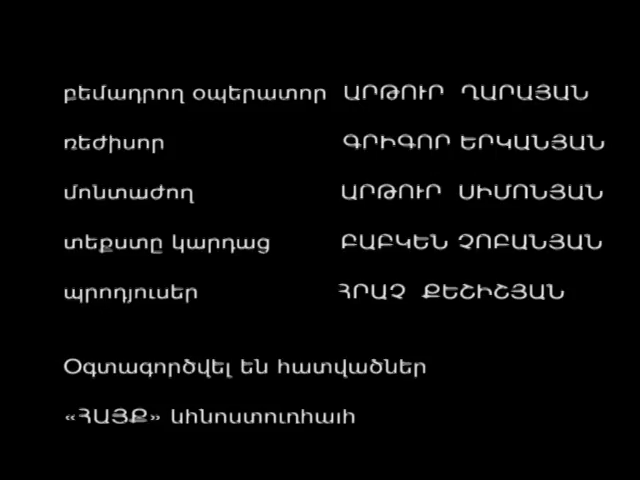 բեմադրող օպերատոր ԱՐԹՈՒՐ ՂԱՐԱՅԱՆ
ռեժիսոր ԳՐԻԳՈՐ ԵՐԿԱՆՅԱՆ
մոնտաժող ԱՐԹՈՒՐ ՍԻՄՈՆՅԱՆ
տեքստը կարդաց ԲԱԲԿԵՆ ՉՈԲԱՆՅԱՆ
պրոդյուսեր ՀՐԱՉ ՔԵՇԻՇՅԱՆ
Օգտագործվել են հատվածներ
«ՀԱՅՔ» կինոստուդիայի